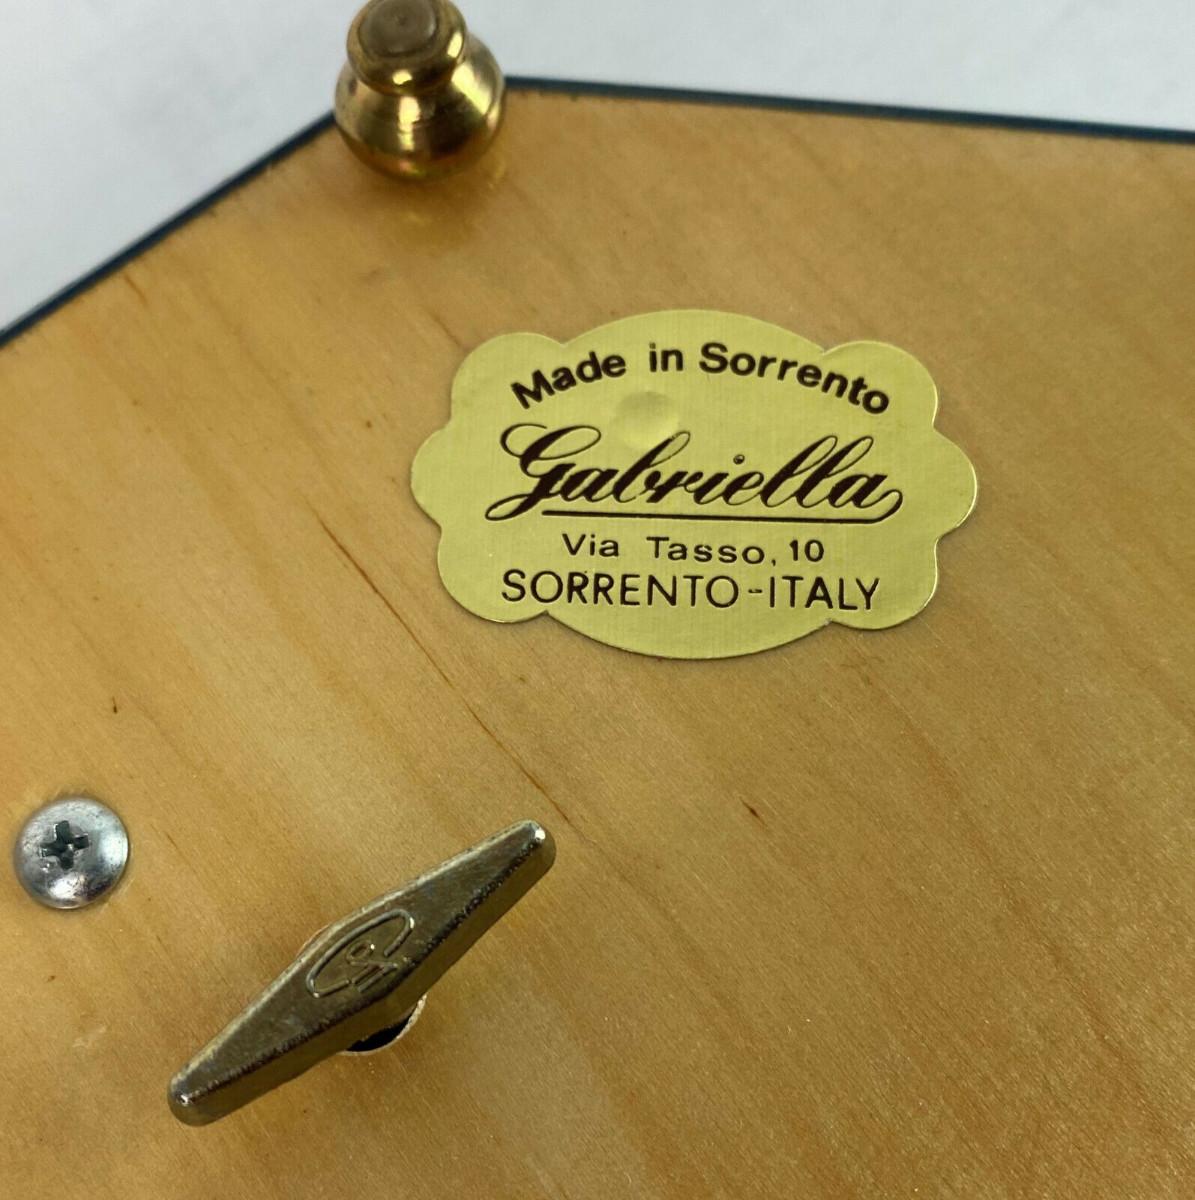 Made in Sorrento
Gabriella
Via Tasso, 10
SORRENTO-ITALY